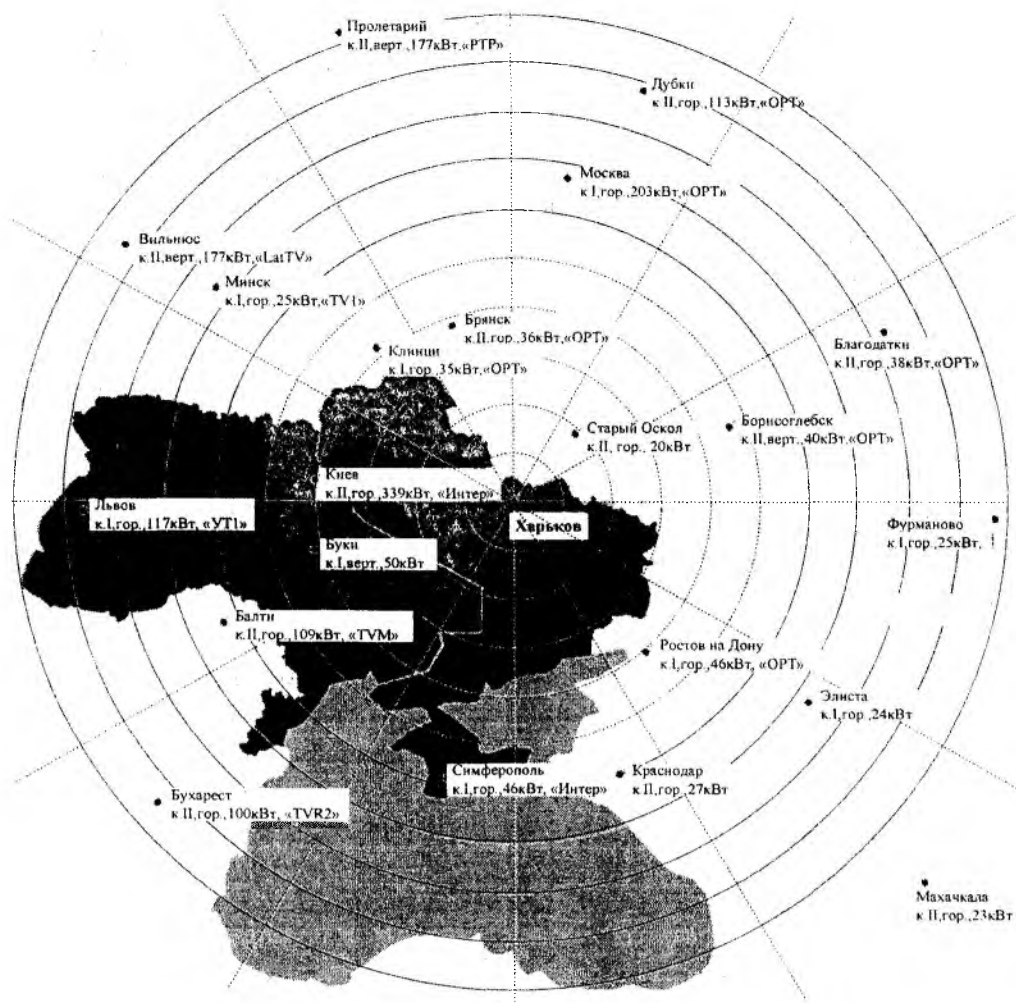 Пролетарий
к.II,верт.,177кВт,«РТР»
Дубки
к II,гор.,113кВт,«ОРТ»
Москва
к I,гор.,203кВт,«ОРТ»
Вильнюс
к.II,верт.,177кВт,«LaiTV»
Минск
к.I,гор.,25кВт,«TV1»
Брянск
к.II,гор.,36кВт,«ОРТ»
Клинци
к I,гор.,35кВт,«ОРТ»
Благодатки
к II,гор.,38кВт,«ОРТ»
Старый Оскол
к II, гор., 20кВт
Борисоглебск
к II,верт.,40кВт,«ОРТ»
Киев
к.II,гор,339кВт, «Интер»
Львов
к.I,гор.,117кВт, «УТ1»
Харьков
Фурманово
к I,гор.,25кВт,
Буки
к.I,верт.,50кВт
Балти
к II,гор.,109кВт, «TVM»
Ростов на Дону
к I,гор.,46кВт, «ОРТ»
Элиста
к.I,гор.,24кВт
Симферополь
к.I,гор.,46кВт, «Интер»
Краснодар
к II,гор,27кВт
Бухарест
к II,гор.,100кВт, «TVR2»
Махачкала
к II,гор.,23кВт